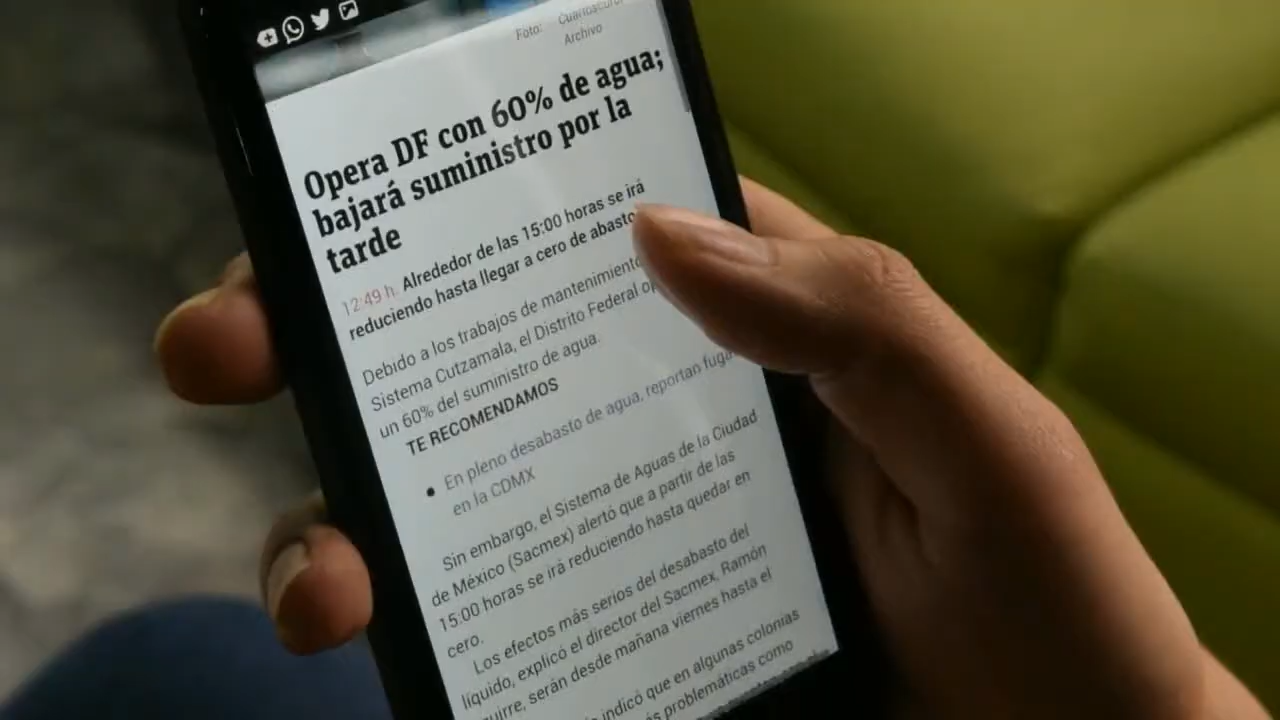 Foto: Cuartoscuro/
Archivo
Opera DF con 60% de agua;
bajará suministro por la
tarde
12:49 h. Alrededor de las 15:00 horas se irá
reduciendo hasta llegar a cero de abasto
Debido a los trabajos de mantenimiento
Sistema Cutzamala, el Distrito Federal
un 60% del suministro de agua.
TE RECOMENDAMOS
En pleno desabasto de agua, reportan fuga
en la CDMX
Sin embargo, el Sistema de Aguas de la Ciudad
de México (Sacmex) alertó que a partir de las
15:00 horas se irá reduciendo hasta quedar en
cero.
Los efectos más serios del desabasto del
líquido, explicó el director del Sacmex, Ramón
serán desde mañana viernes hasta el
indicó que en algunas colonias
problemáticas como